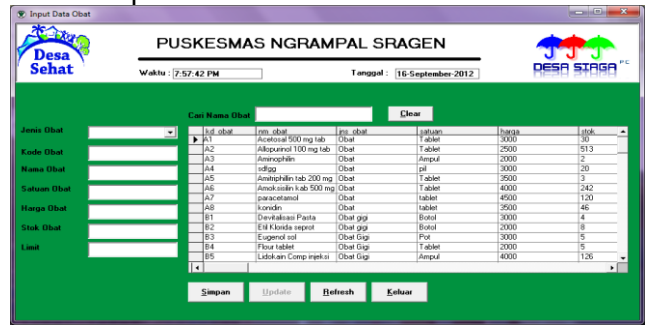 Input Data Obat
Desa Sehat
PUSKESMAS NGRAMPAL SRAGEN
Waktu : 7:57:42 PM
Tanggal : 16-September-2012
DESA SIAGA PC
Cari Nama Obat Clear
Jenis Obat
Kode Obat
Nama Obat
Satuan Obat
Harga Obat
Stok Obat
Limit
kd_obat nm_obat jns_obat satuan harga stok
A1 Acetosal 500 mg tab Obat Tablet 3000 30
A2 Allopurinol 100 mg tab Obat Tablet 2500 513
A3 Aminophilin Obat Ampul 2000 2
A4 sdfgg Obat pil 3000 20
A5 Amitriphilin tab 200 mg Obat Tablet 3500 3
A6 Amoksisilin kab 500 mg Obat Tablet 4000 242
A7 paracetamol Obat tablet 4500 120
A8 konidin Obat tablet 3500 46
B1 Devitalisasi Pasta Obat gigi Botol 3000 4
B2 Etil Klorida seprot Obat gigi Botol 2000 8
B3 Eugenol sol Obat Gigi Pot 3000 5
B4 Flour tablet Obat Gigi Tablet 2000 5
B5 Lidokain Comp injeksi Obat Gigi Ampul 4000 126
Simpan Update Refresh Keluar